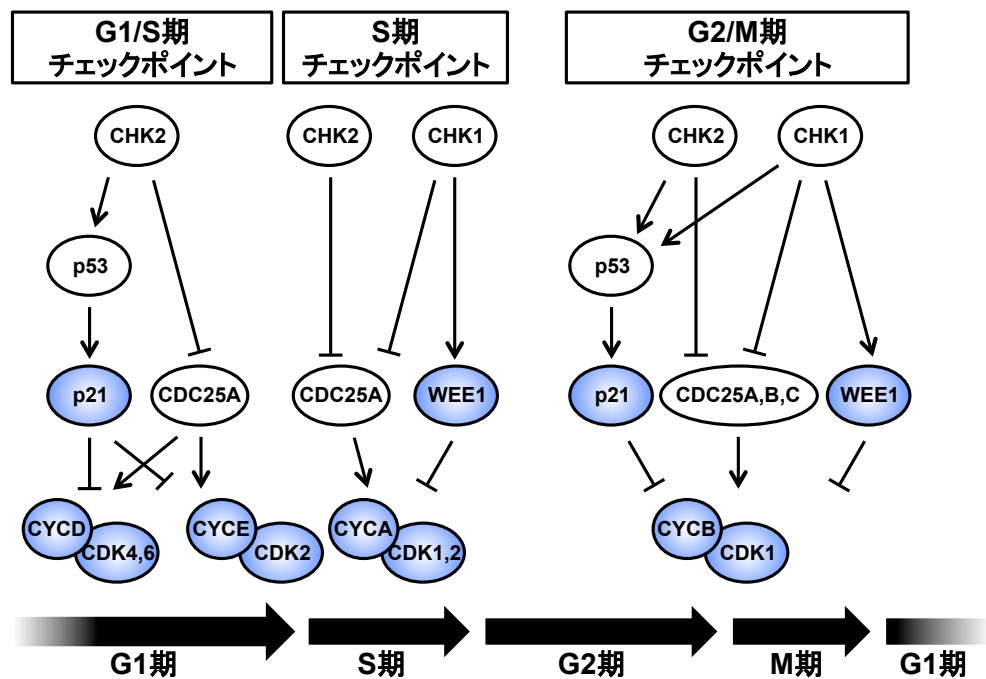 G1/S期
チェックポイント
S期
チェックポイント
G2/M期
チェックポイント
CHK2
CHK2
CHK1
CHK2
CHK1
p53
p53
p21
CDC25A
CDC25A
WEE1
p21
CDC25A,B,C
WEE1
CYCD
CDK4,6
CYCE
CDK2
CYCA
CDK1,2
CYCB
CDK1
G1期
S期
G2期
M期
G1期